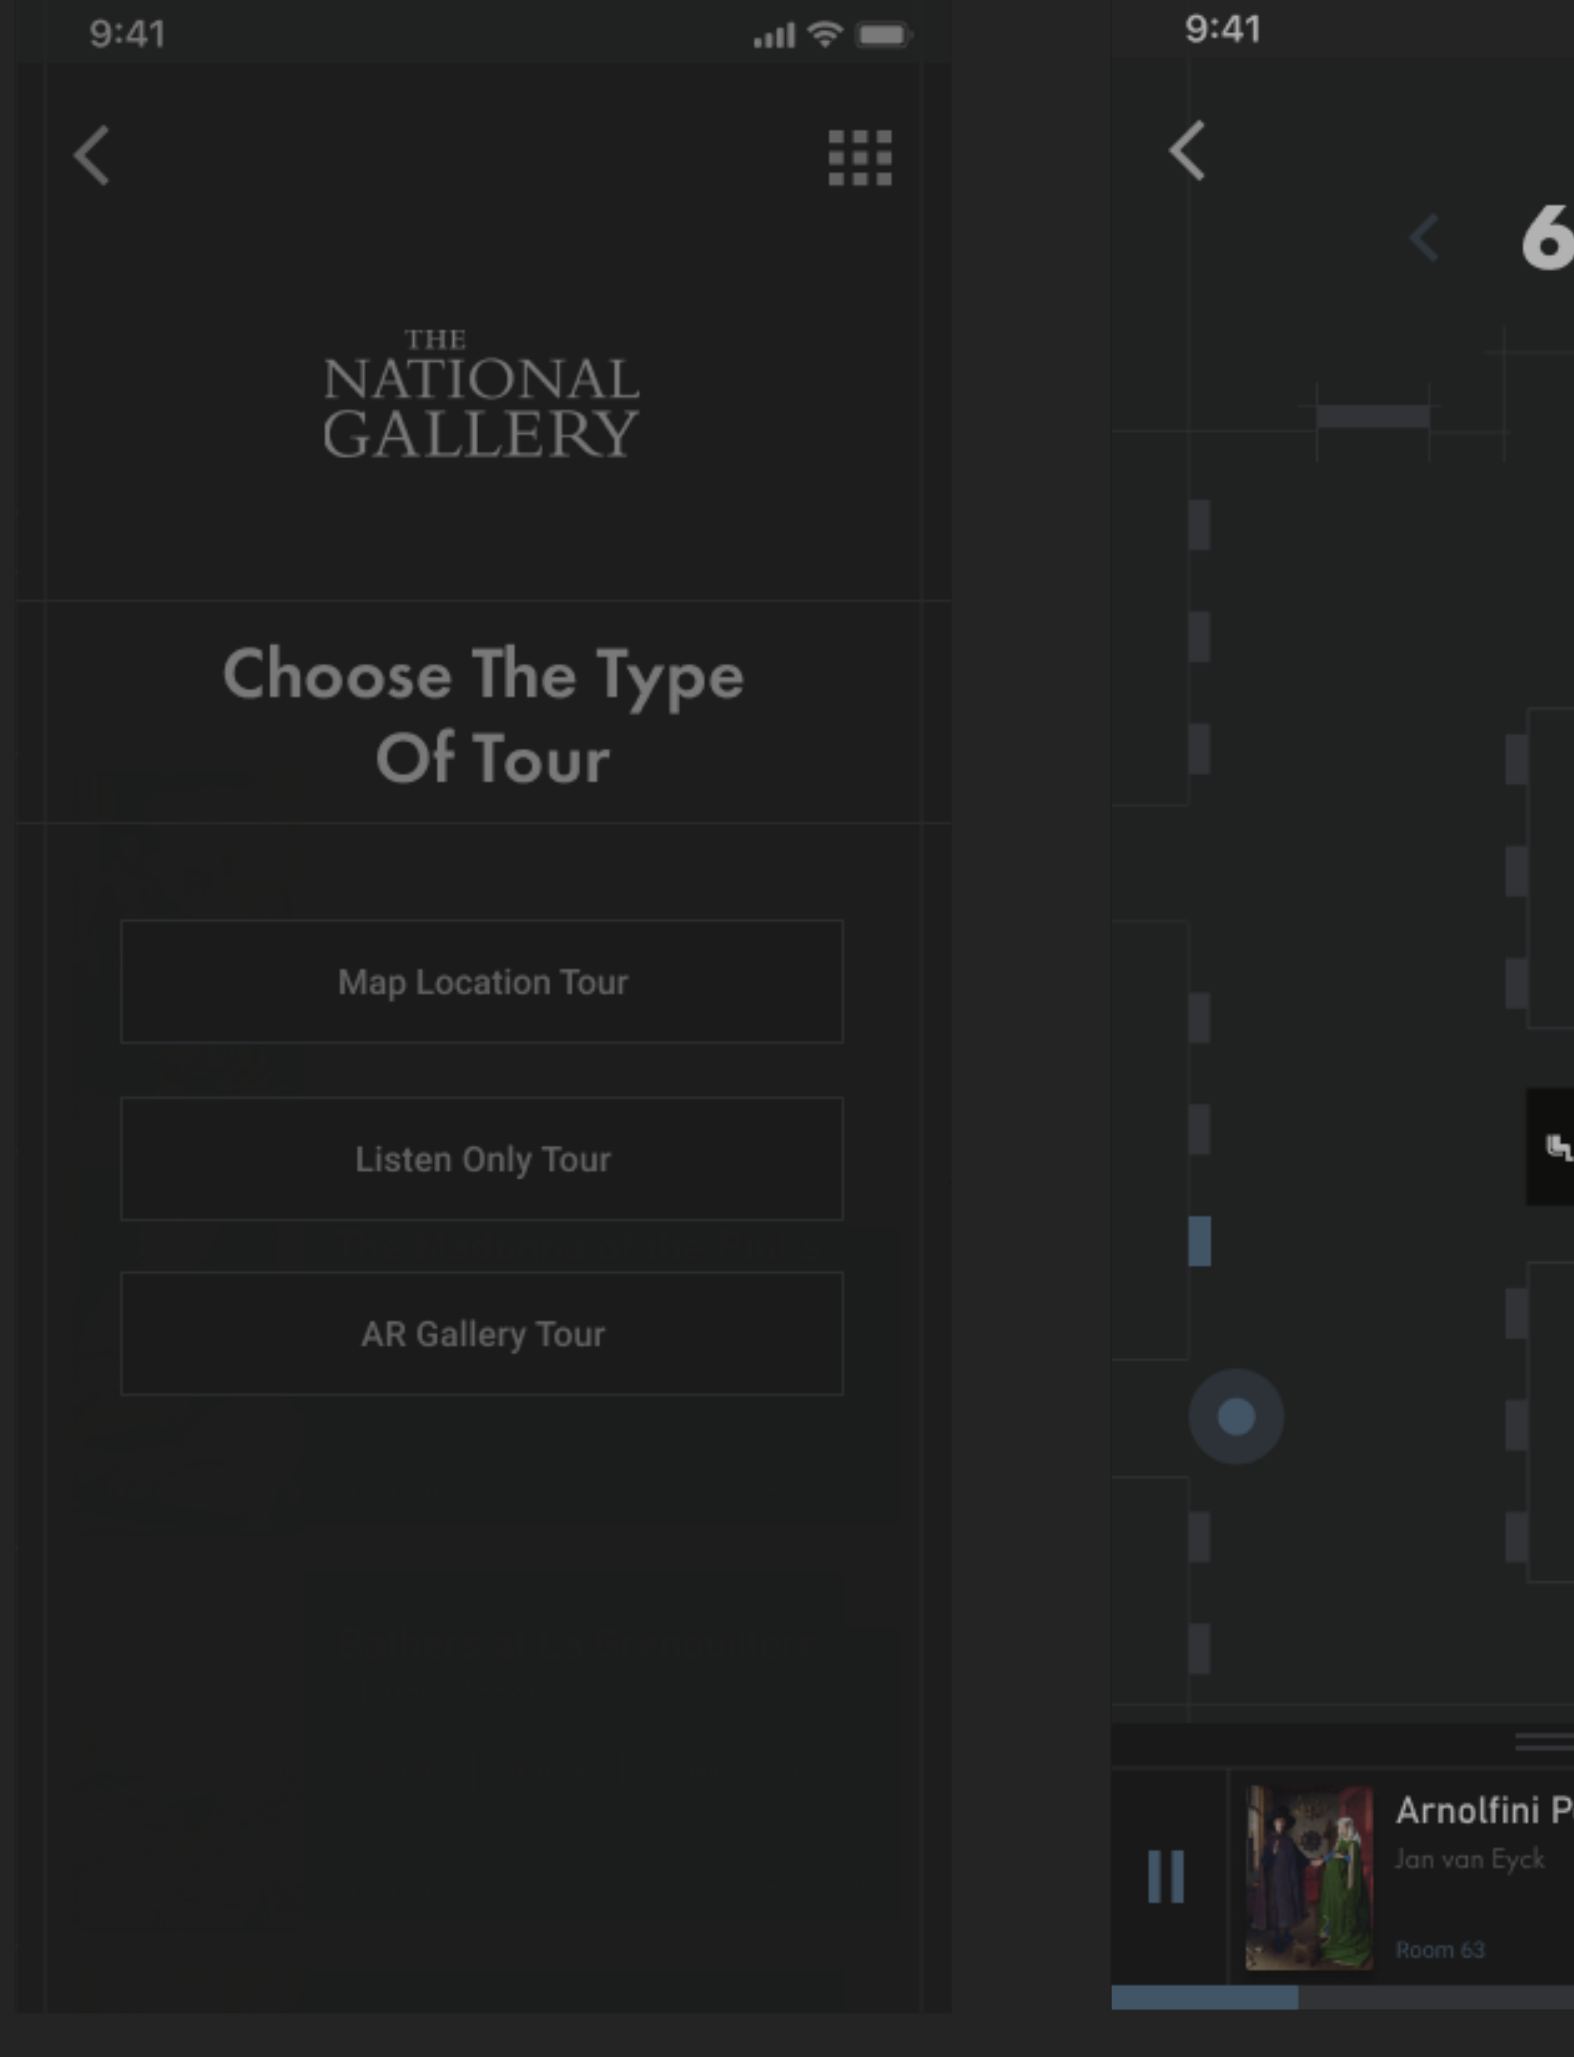 9:41
THE
NATIONAL
GALLERY
Choose The Type
Of Tour
Map Location Tour
Listen Only Tour
AR Gallery Tour
9:41
6
Arnolfini P
Jan van Eyck
Room 63